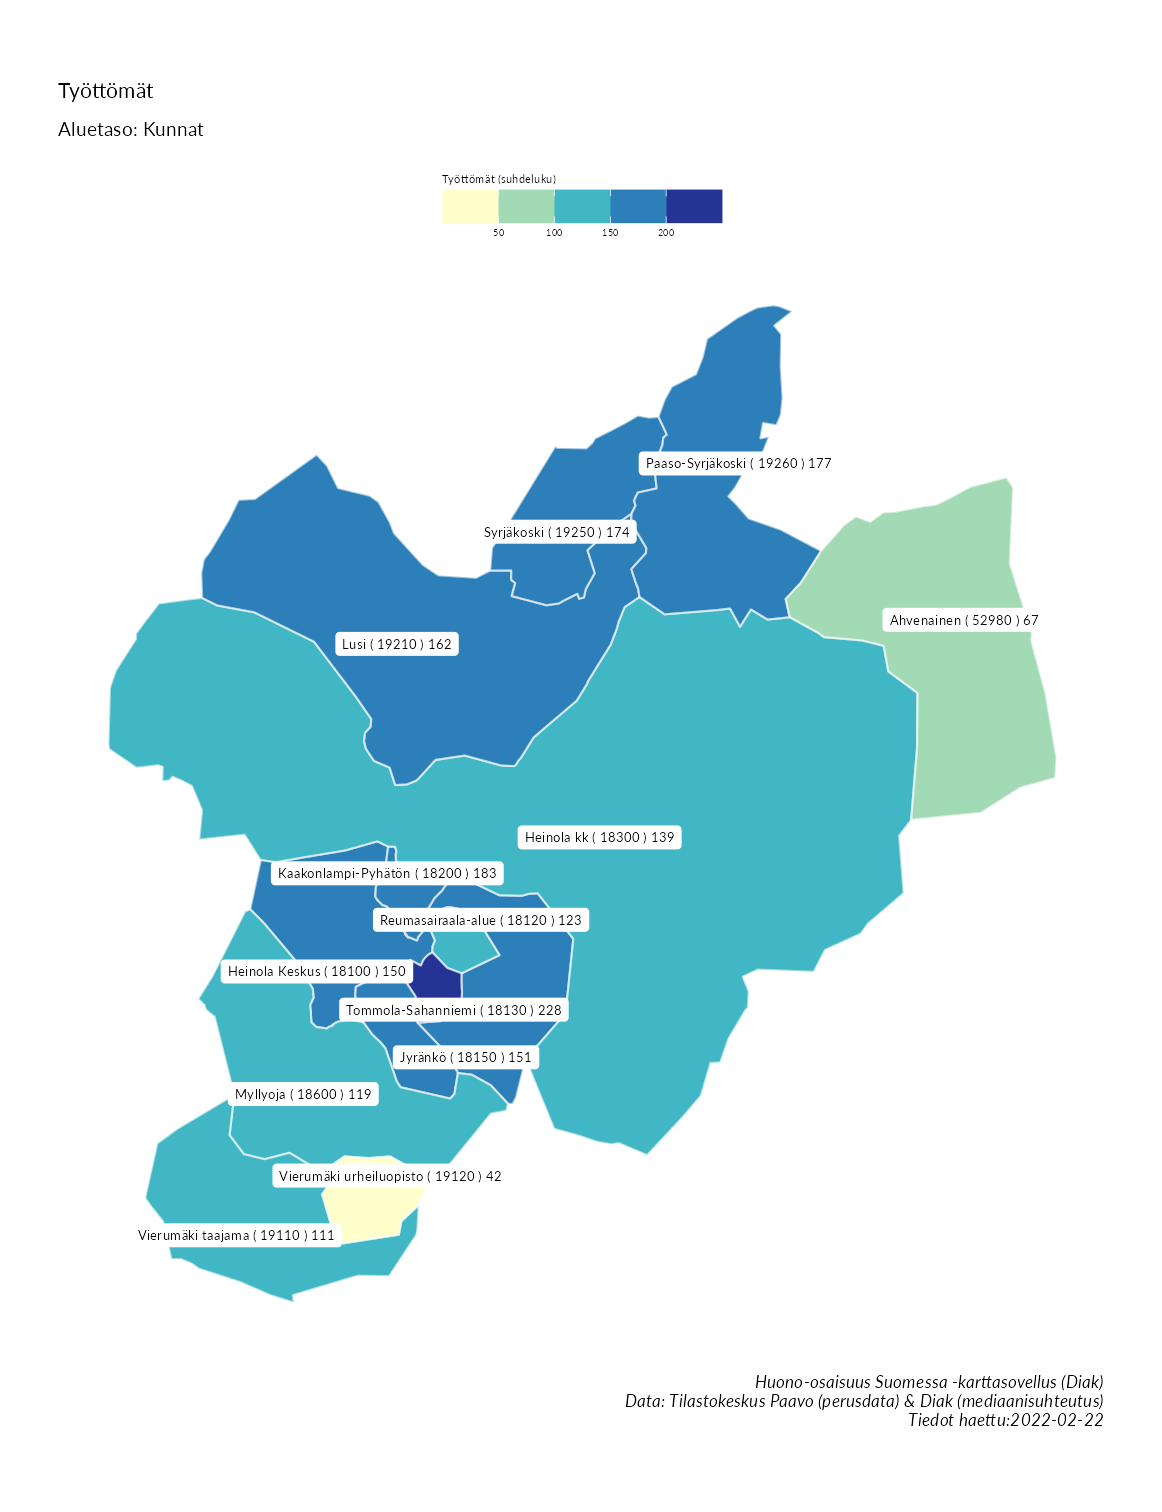 Työttömät
Aluetaso: Kunnat
Työttömät (suhdeluku)
50 100 150 200
Paaso-Syrjäkoski ( 19260 ) 177
Syrjäkoski ( 19250 ) 174
Ahvenainen ( 52980 ) 67
Lusi ( 19210 ) 162
Heinola kk ( 18300 ) 139
Kaakonlampi-Pyhätön ( 18200 ) 183
Reumasairaala-alue ( 18120 ) 123
Heinola Keskus ( 18100 ) 150
Tommola-Sahanniemi ( 18130 ) 228
Jyränkö ( 18150 ) 151
Myllyoja ( 18600 ) 119
Vierumäki urheiluopisto ( 19120 ) 42
Vierumäki taajama ( 19110 ) 111
Huono-osaisuus Suomessa -karttasovellus (Diak)
Data: Tilastokeskus Paavo (perusdata) & Diak (mediaanisuhteutus)
Tiedot haettu:2022-02-22